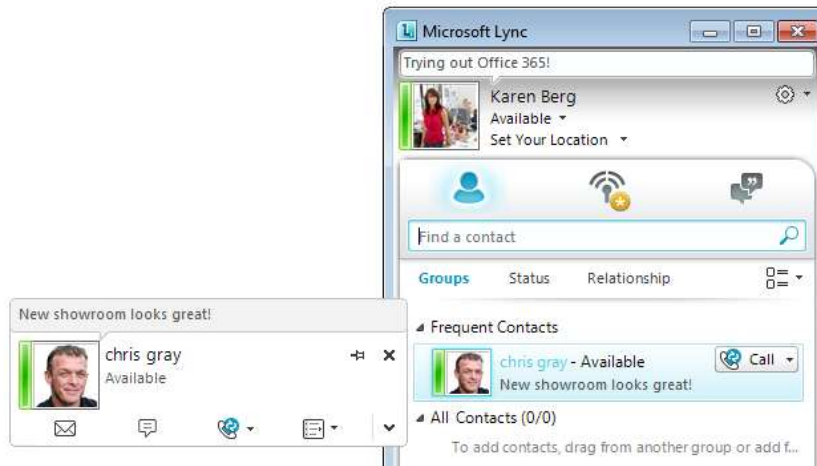 Microsoft Lync
Trying out Office 365!
Karen Berg
Available
Set Your Location
Find a contact
Groups Status Relationship
Frequent Contacts
chris gray - Available Call
New showroom looks great!
All Contacts (0/0)
To add contacts, drag from another group or add f...
New showroom looks great!
chris gray
Available